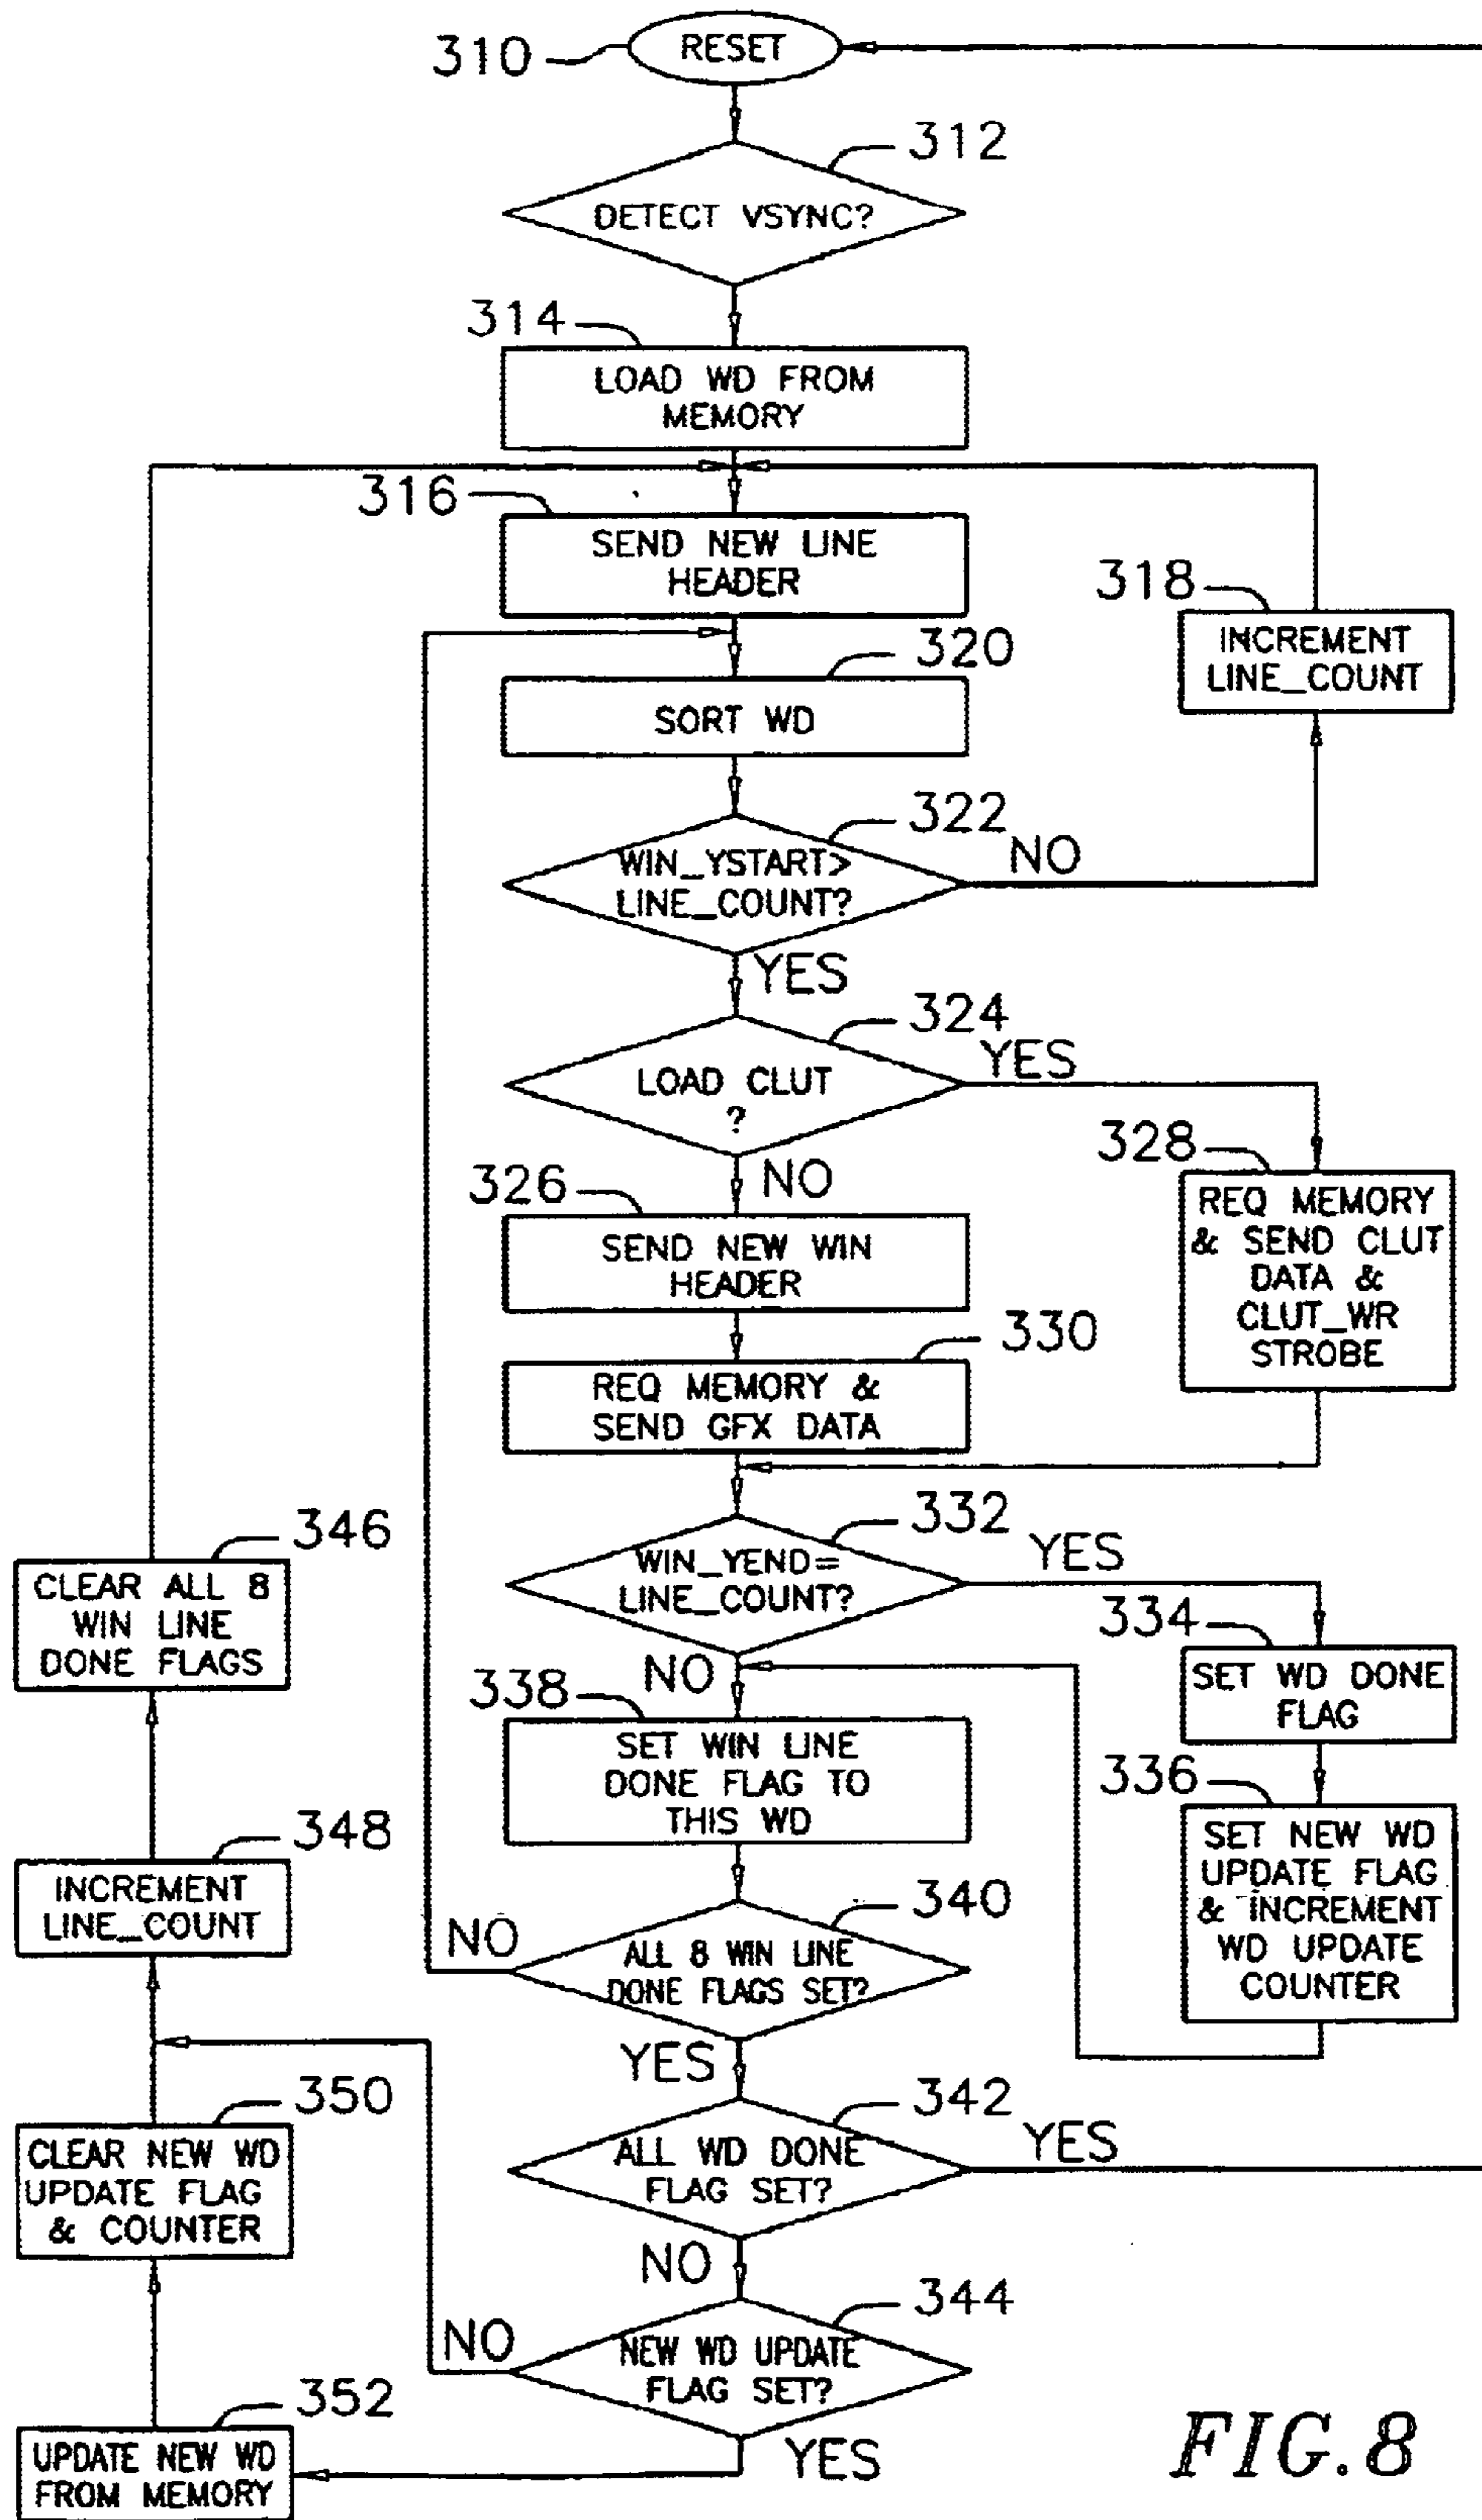 310
RESET
312
DETECT VSYNC?
314
LOAD WD FROM
MEMORY
316
SEND NEW LINE
HEADER
318
INCREMENT
LINE_COUNT
320
SORT WD
322
WIN_YSTART>
LINE_COUNT?
NO
YES
324
LOAD CLUT
?
YES
NO
326
SEND NEW WIN
HEADER
328
REQ MEMORY
& SEND CLUT
DATA &
CLUT_WR
STROBE
330
REQ MEMORY &
SEND GFX DATA
332
WIN_YEND=
LINE_COUNT?
YES
NO
334
SET WD DONE
FLAG
336
SET NEW WD
UPDATE FLAG
& INCREMENT
WD UPDATE
COUNTER
338
SET WIN LINE
DONE FLAG TO
THIS WD
340
ALL 8 WIN LINE
DONE FLAGS SET?
NO
YES
342
ALL WD DONE
FLAG SET?
YES
NO
344
NEW WD UPDATE
FLAG SET?
NO
YES
346
CLEAR ALL 8
WIN LINE
DONE FLAGS
348
INCREMENT
LINE_COUNT
350
CLEAR NEW WD
UPDATE FLAG
& COUNTER
352
UPDATE NEW WD
FROM MEMORY
FIG. 8